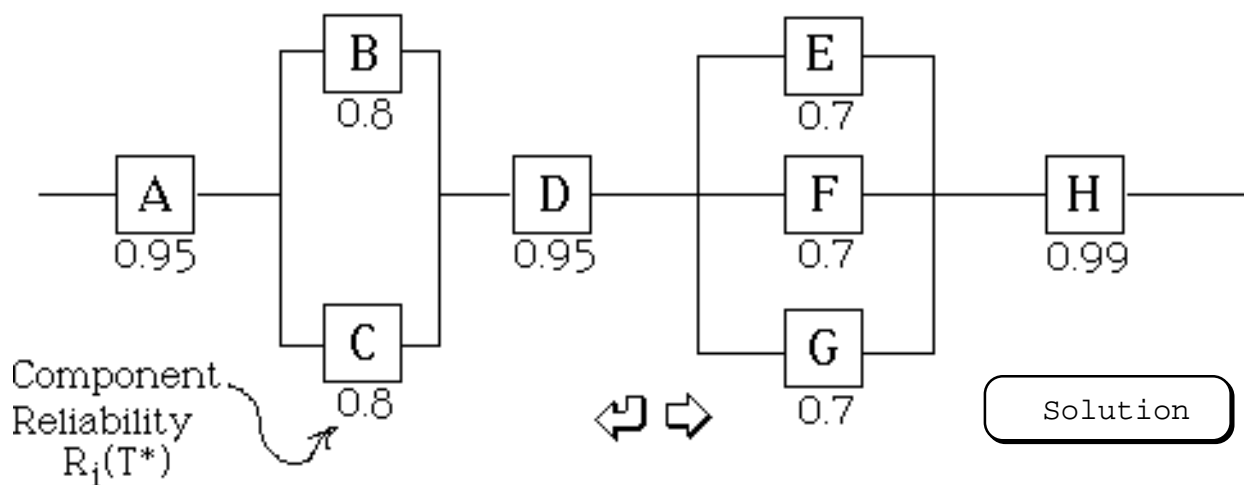 B
0.8
E
0.7
A
0.95
D
0.95
F
0.7
H
0.99
C
0.8
G
0.7
Component
Reliability
Ri(T*)
Solution